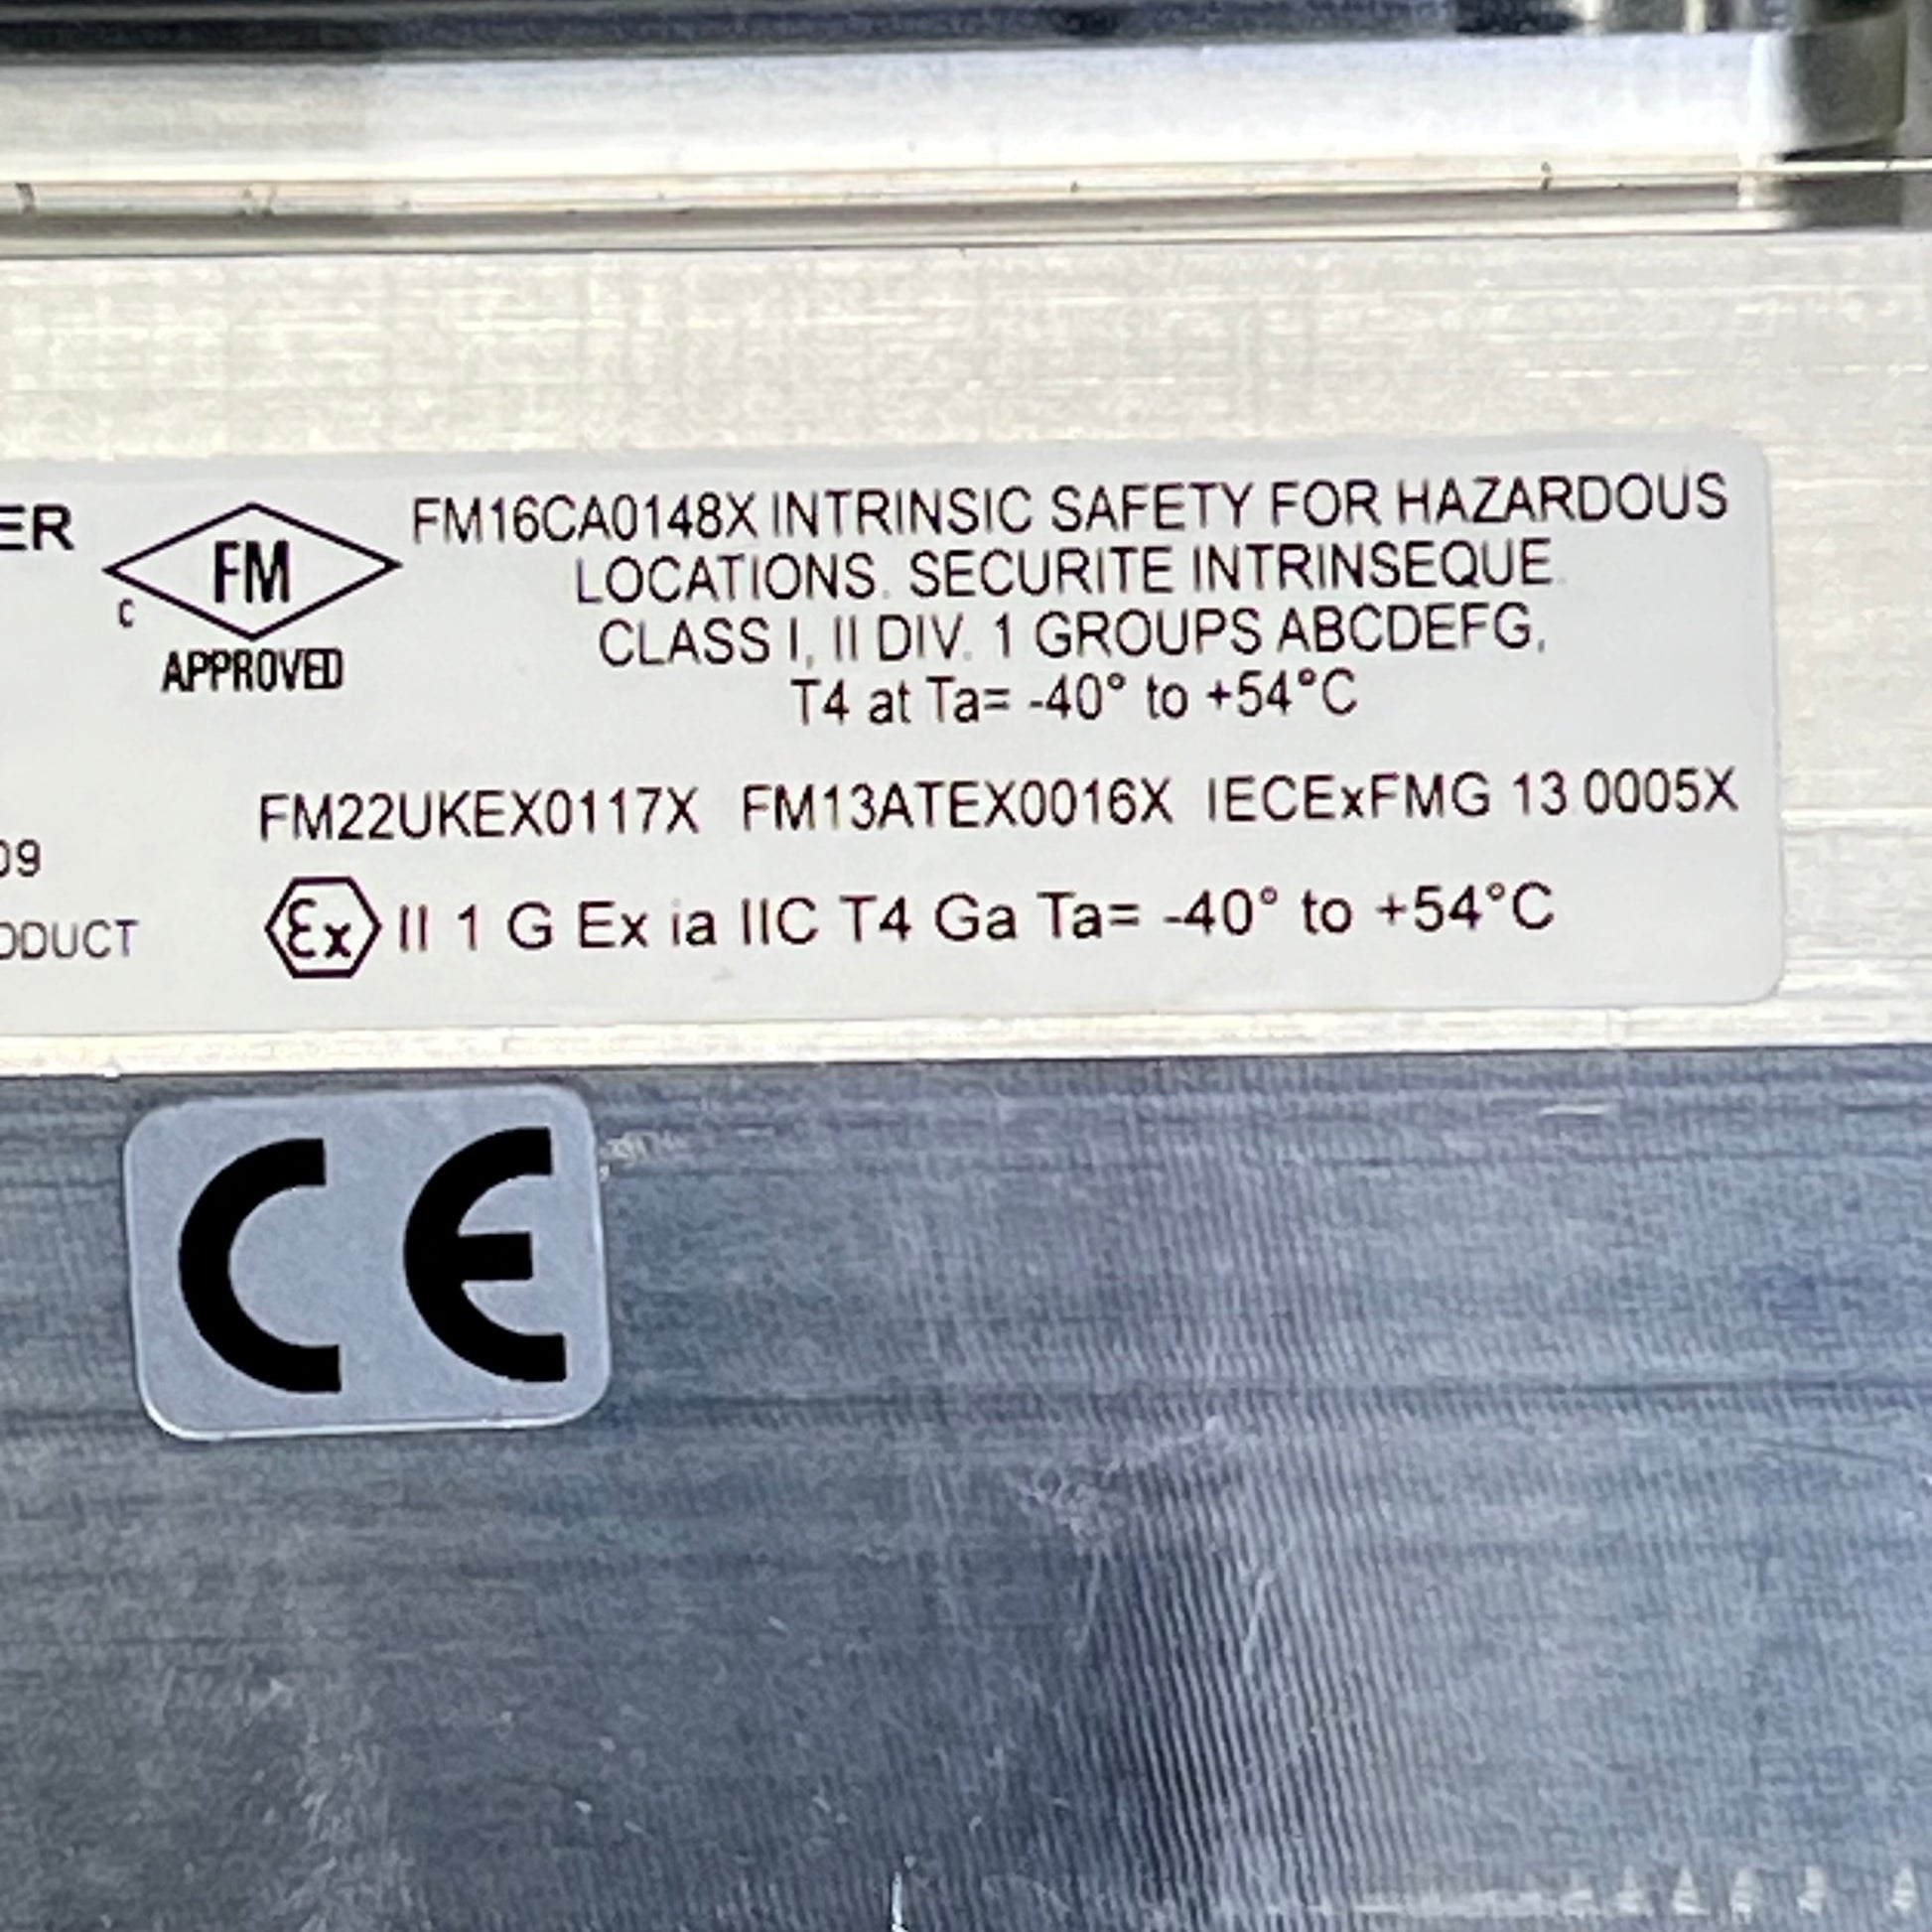 ER
FM
C
APPROVED
FM16CA0148X INTRINSIC SAFETY FOR HAZARDOUS
LOCATIONS. SECURITE INTRINSEQUE.
CLASS I, II DIV. 1 GROUPS ABCDEFG,
T4 at Ta= -40° to +54°C
09
FM22UKEX0117X FM13ATEX0016X IECExFMG 13.0005X
ODUCT
Ex II 1 G Ex ia IIC T4 Ga Ta= -40° to +54°C
CE